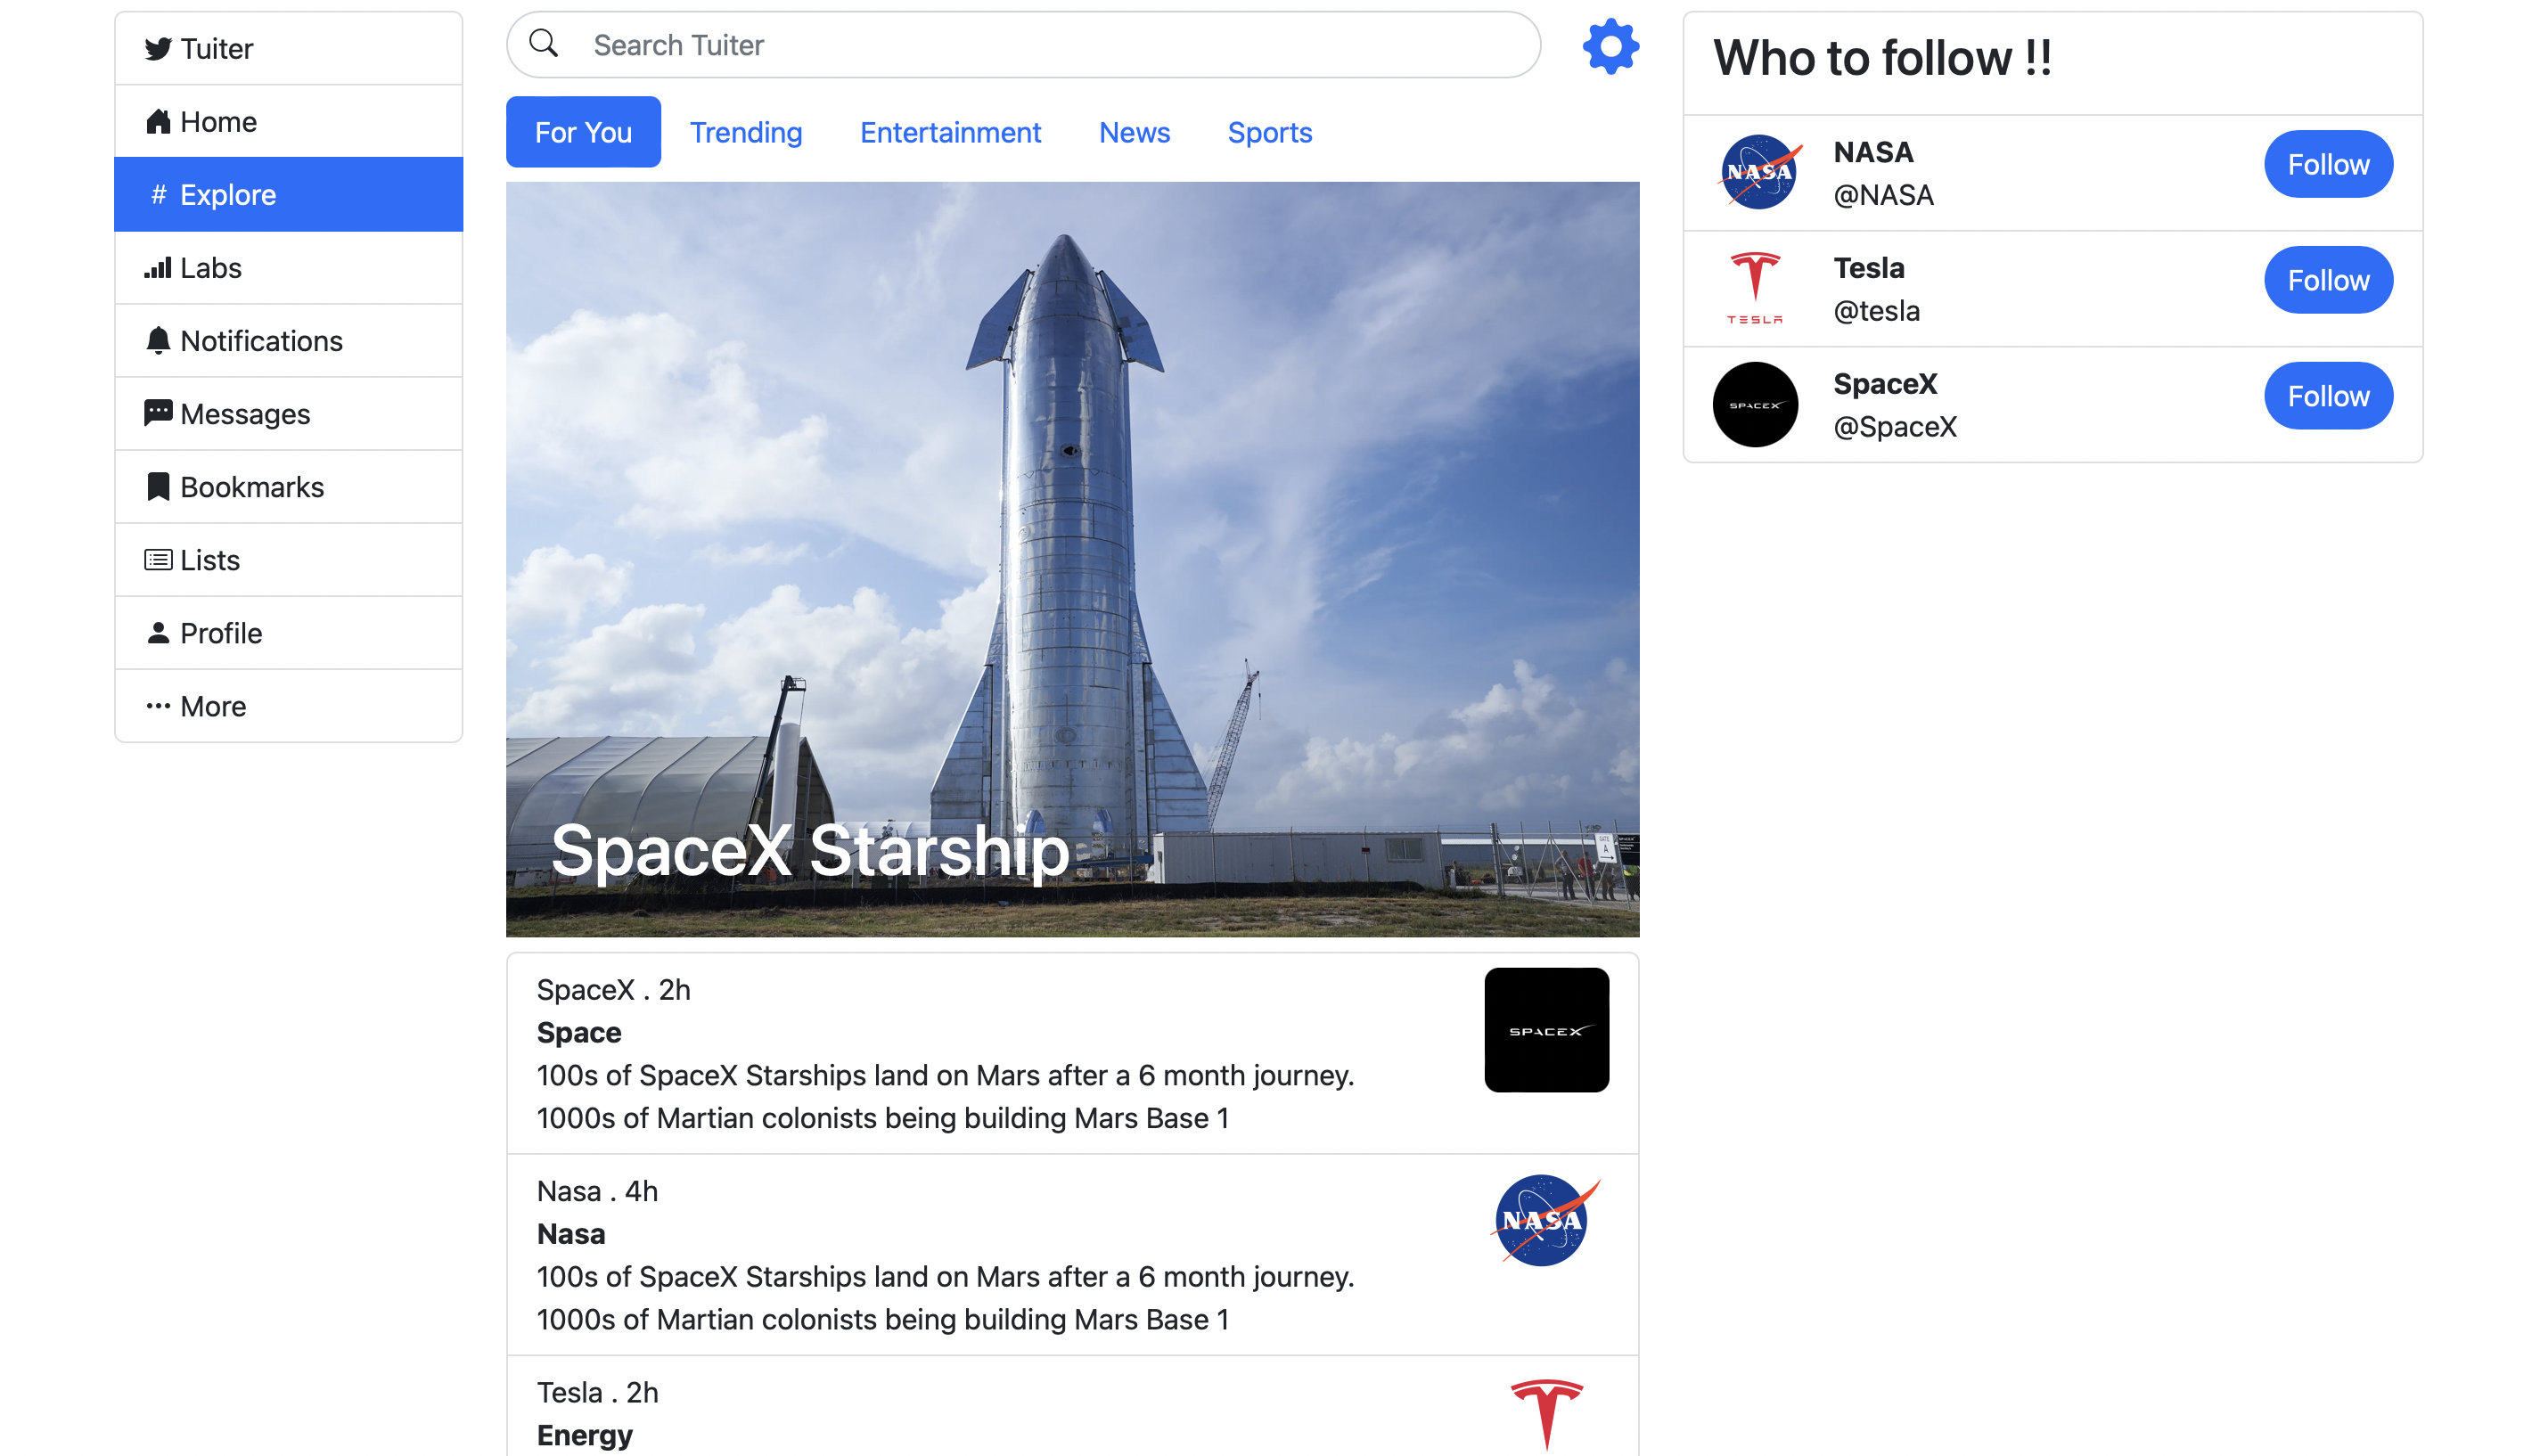 Tuiter
Home
# Explore
Labs
Notifications
Messages
Bookmarks
Lists
Profile
More
Search Tuiter
For You Trending Entertainment News Sports
GATE
A
SpaceX Starship
SpaceX . 2h
Space
100s of SpaceX Starships land on Mars after a 6 month journey.
1000s of Martian colonists being building Mars Base 1
SPACEX
Nasa . 4h
Nasa
100s of SpaceX Starships land on Mars after a 6 month journey.
1000s of Martian colonists being building Mars Base 1
NASA
Tesla . 2h
Energy
Who to follow !!
NASA
NASA
@NASA
Follow
TESLA
Tesla
@tesla
Follow
SPACEX
SpaceX
@SpaceX
Follow